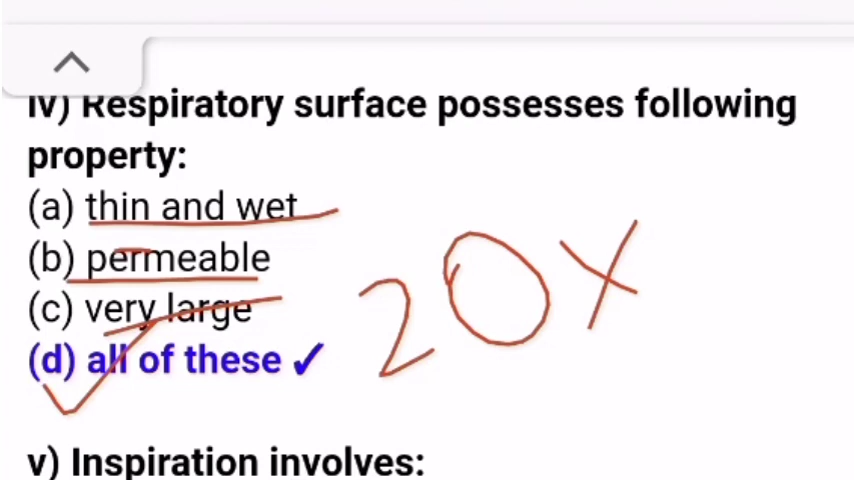 iv) Respiratory surface possesses following
property:
(a) thin and wet
(b) permeable
(c) very large
(d) all of these ✓
20X
v) Inspiration involves: